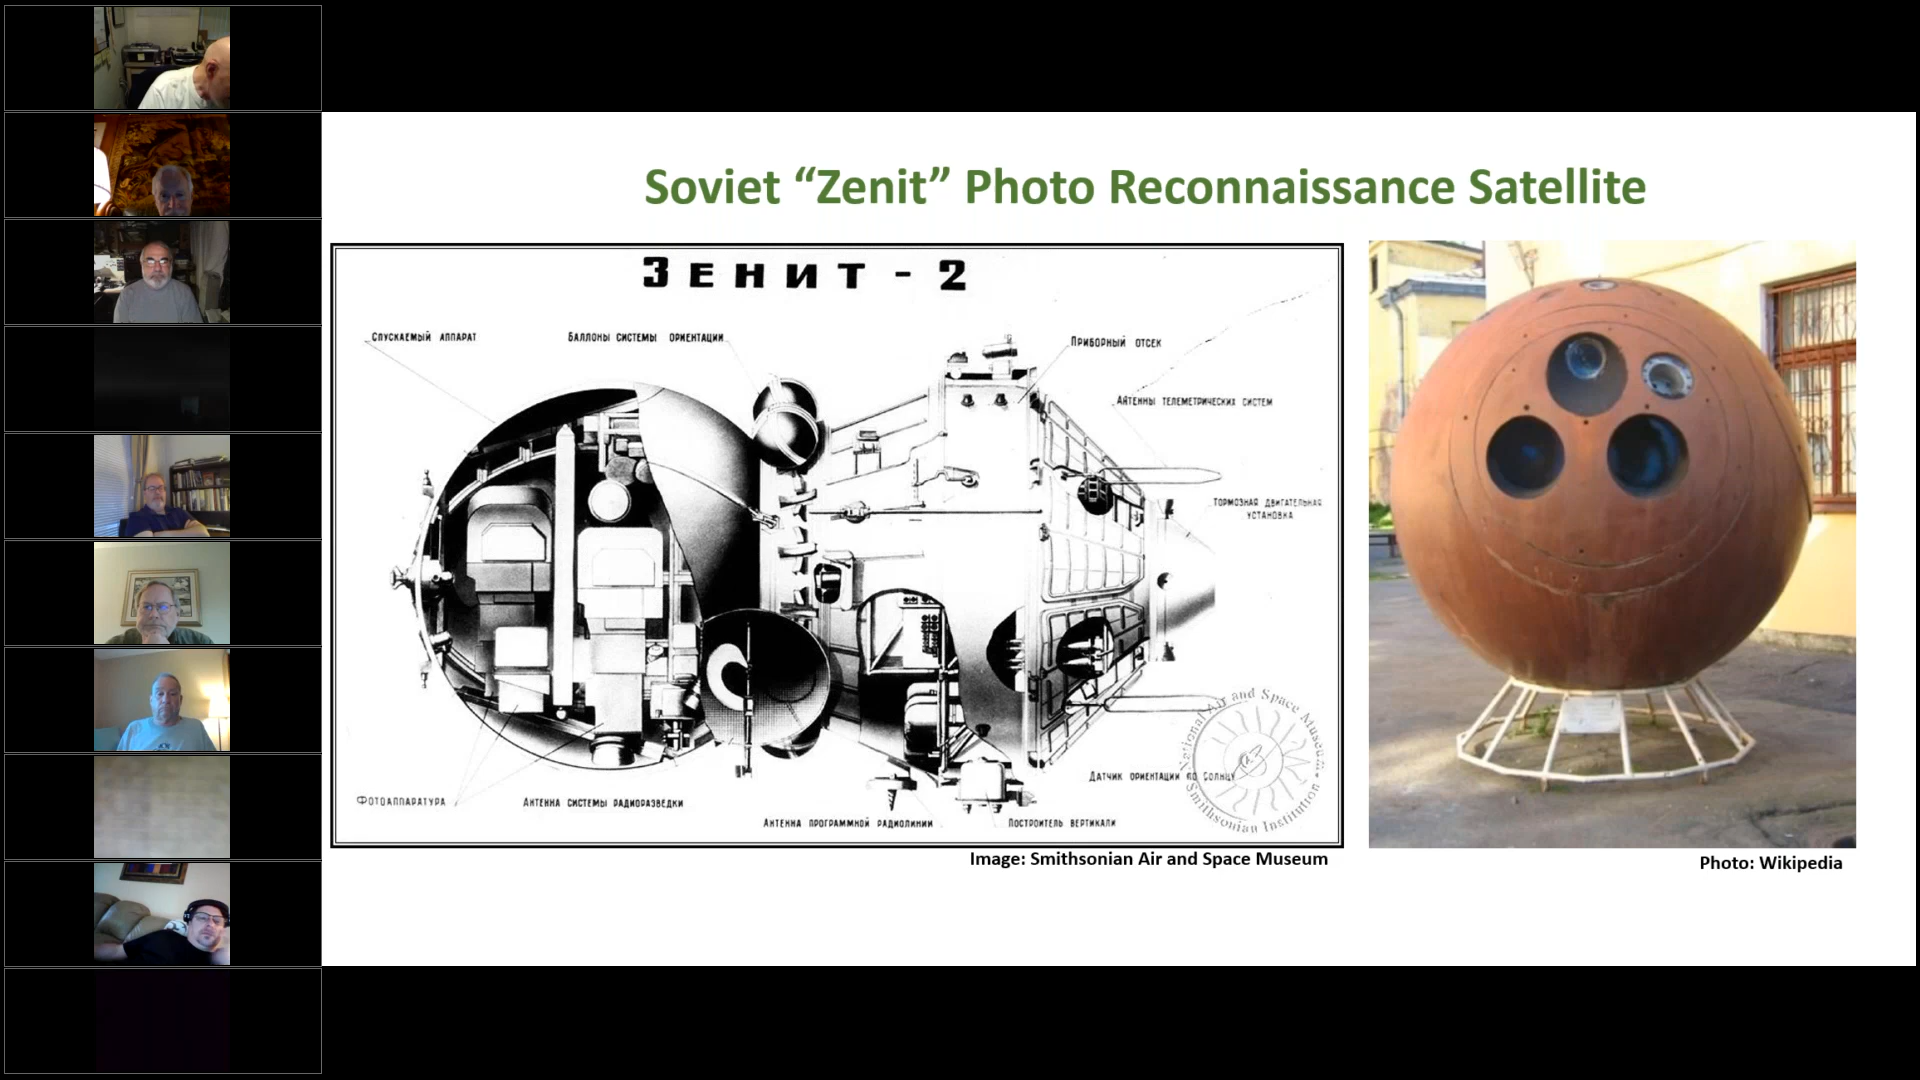 Soviet “Zenit” Photo Reconnaissance Satellite
ЗЕНИТ - 2
СПУСКАЕМЫЙ АППАРАТ
БАЛЛОНЫ СИСТЕМЫ ОРИЕНТАЦИИ
ПРИБОРНЫЙ ОТСЕК
АНТЕННЫ ТЕЛЕМЕТРИЧЕСКИХ СИСТЕМ
ТОРМОЗНАЯ ДВИГАТЕЛЬНАЯ
УСТАНОВКА
ДАТЧИК ОРИЕНТАЦИИ ПО СОЛНЦУ
ФОТОАППАРАТУРА
АНТЕННА СИСТЕМЫ РАДИОРАЗВЕДКИ
АНТЕННА ПРОГРАММНОЙ РАДИОЛИНИИ
ПОСТРОИТЕЛЬ ВЕРТИКАЛИ
National Air and Space Museum
Smithsonian Institution
Image: Smithsonian Air and Space Museum
Photo: Wikipedia